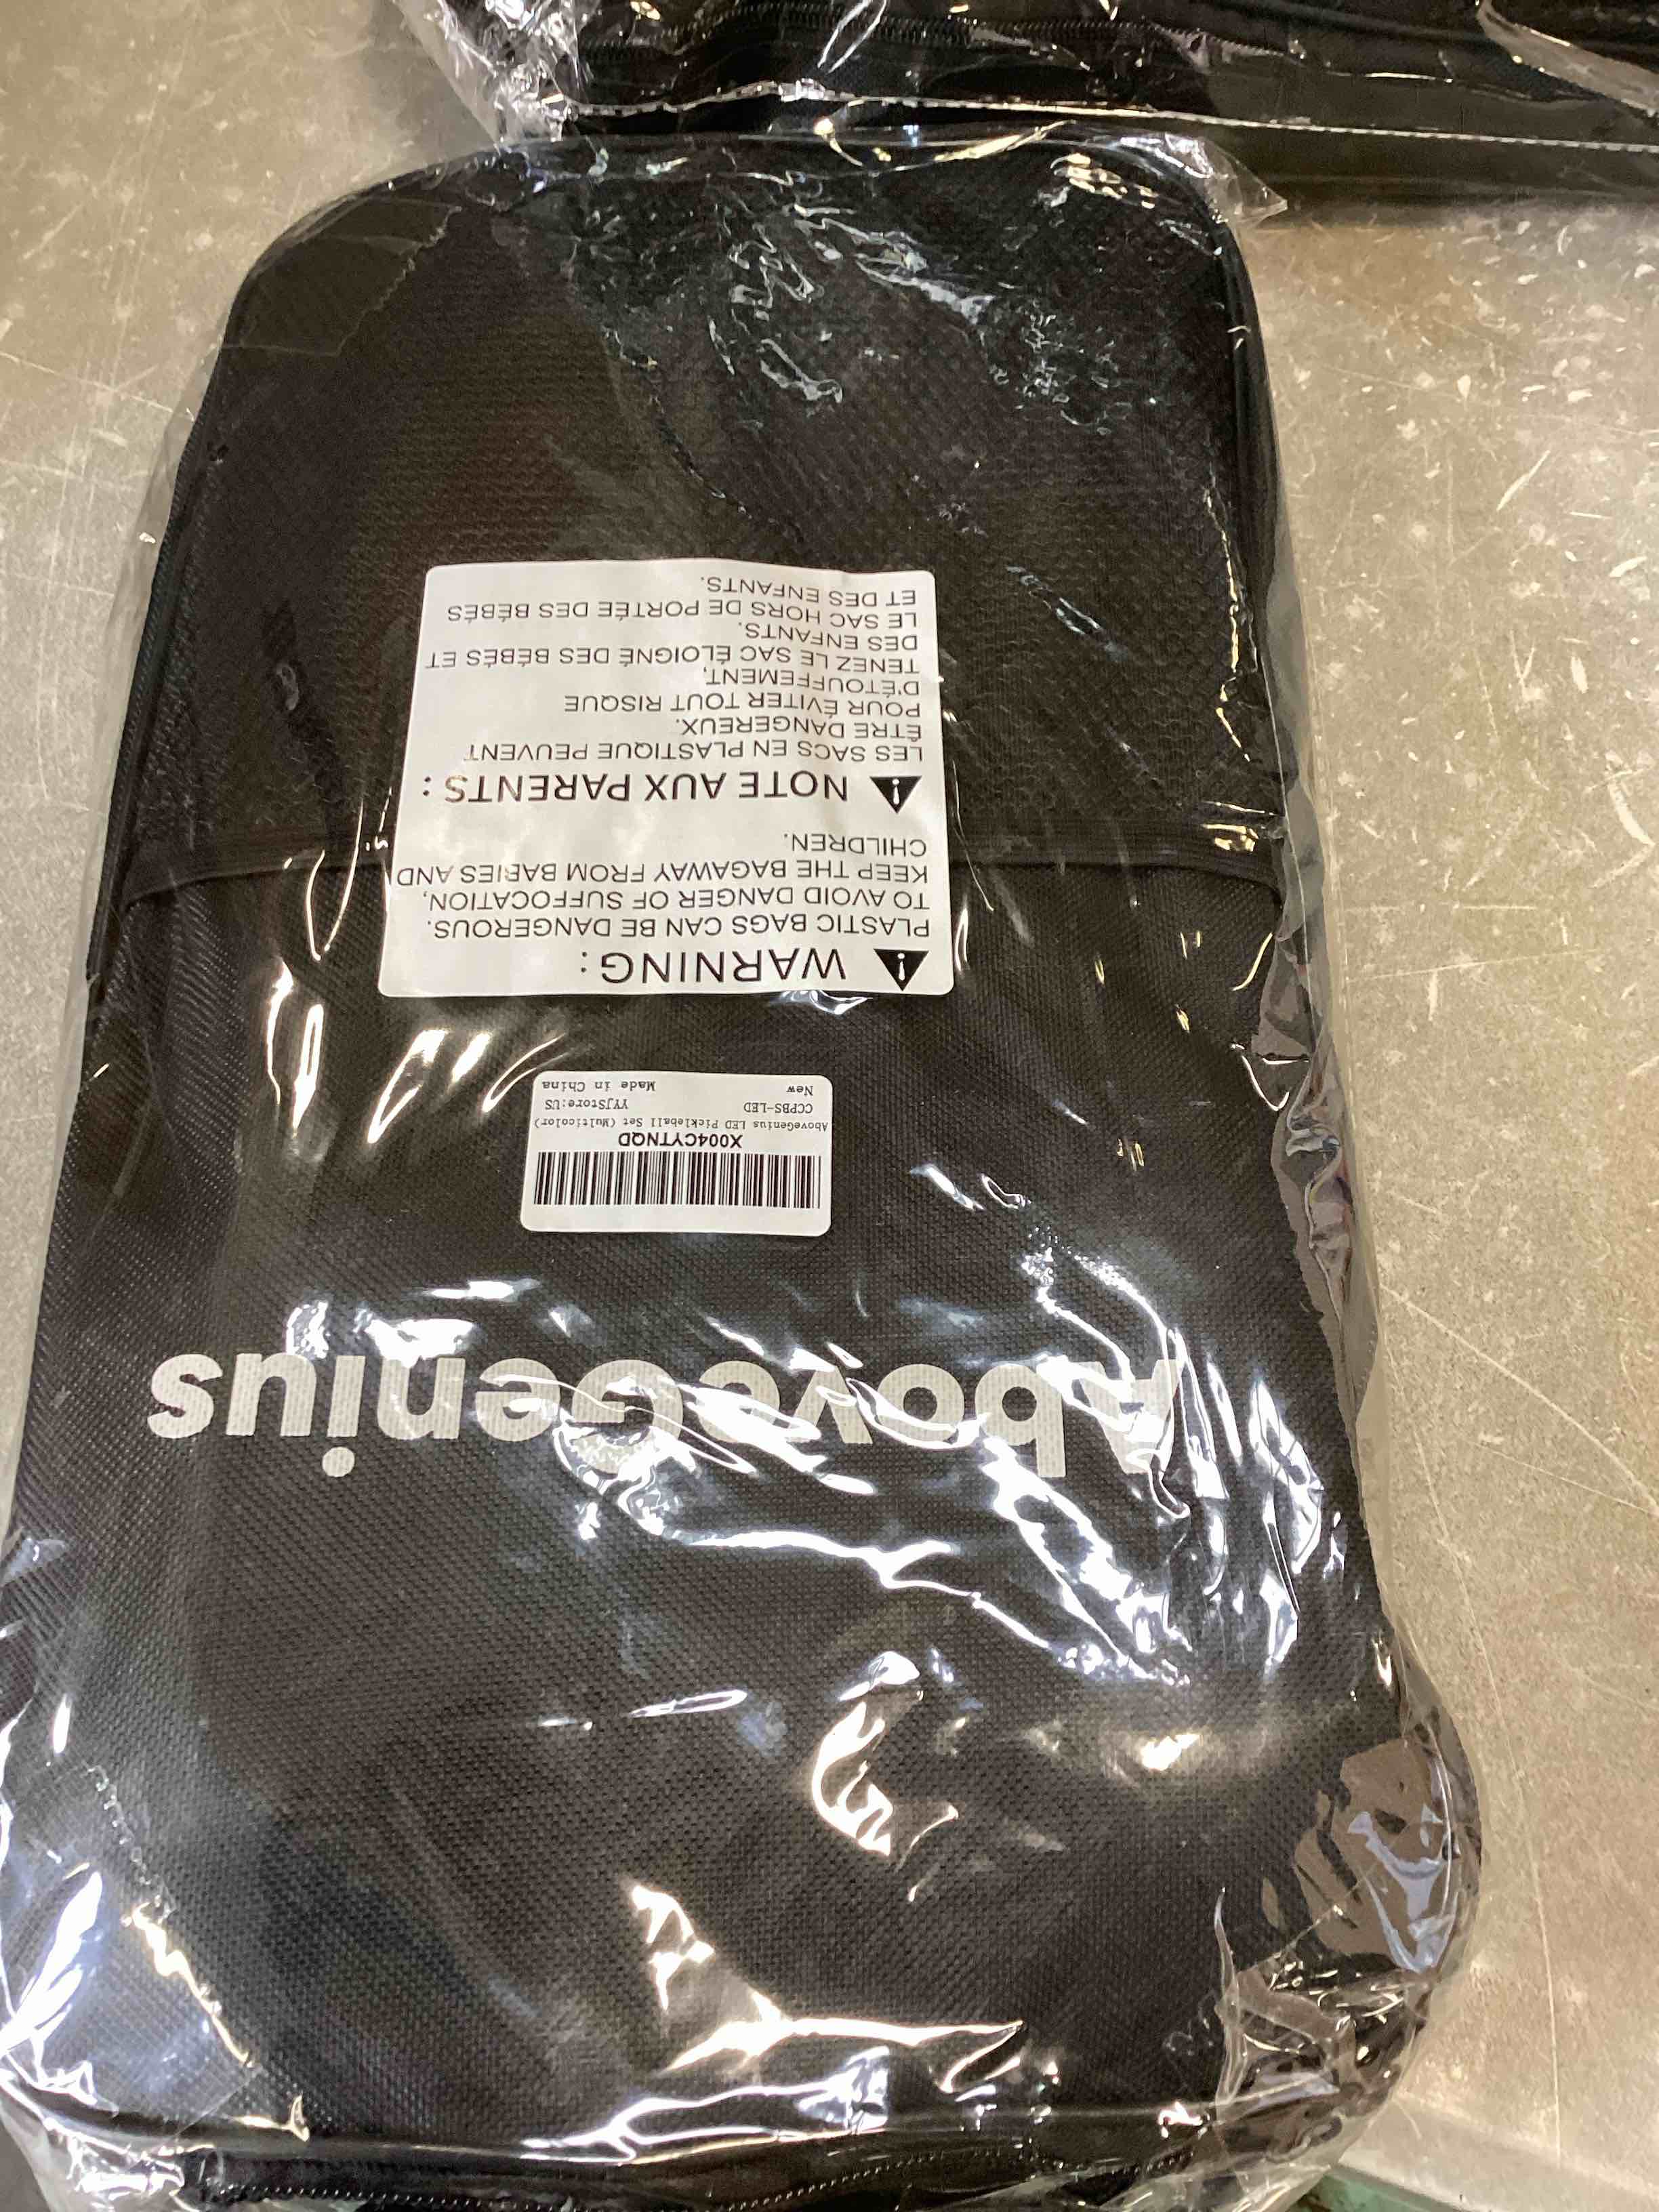 AboveGenius
X004CYTNQD
AboveGenius LED Pickleball Set (Multicolor)
CCPBS-LED YYJStore:US
New Made in China
WARNING:
PLASTIC BAGS CAN BE DANGEROUS.
TO AVOID DANGER OF SUFFOCATION,
KEEP THE BAGAWAY FROM BABIES AND
CHILDREN.
NOTE AUX PARENTS :
LES SACS EN PLASTIQUE PEUVENT
ÊTRE DANGEREUX.
POUR ÉVITER TOUT RISQUE
D'ÉTOUFFEMENT,
TENEZ LE SAC ÉLOIGNÉ DES BÉBÉS ET
DES ENFANTS.
LE SAC HORS DE PORTÉE DES BÉBÉS
ET DES ENFANTS.